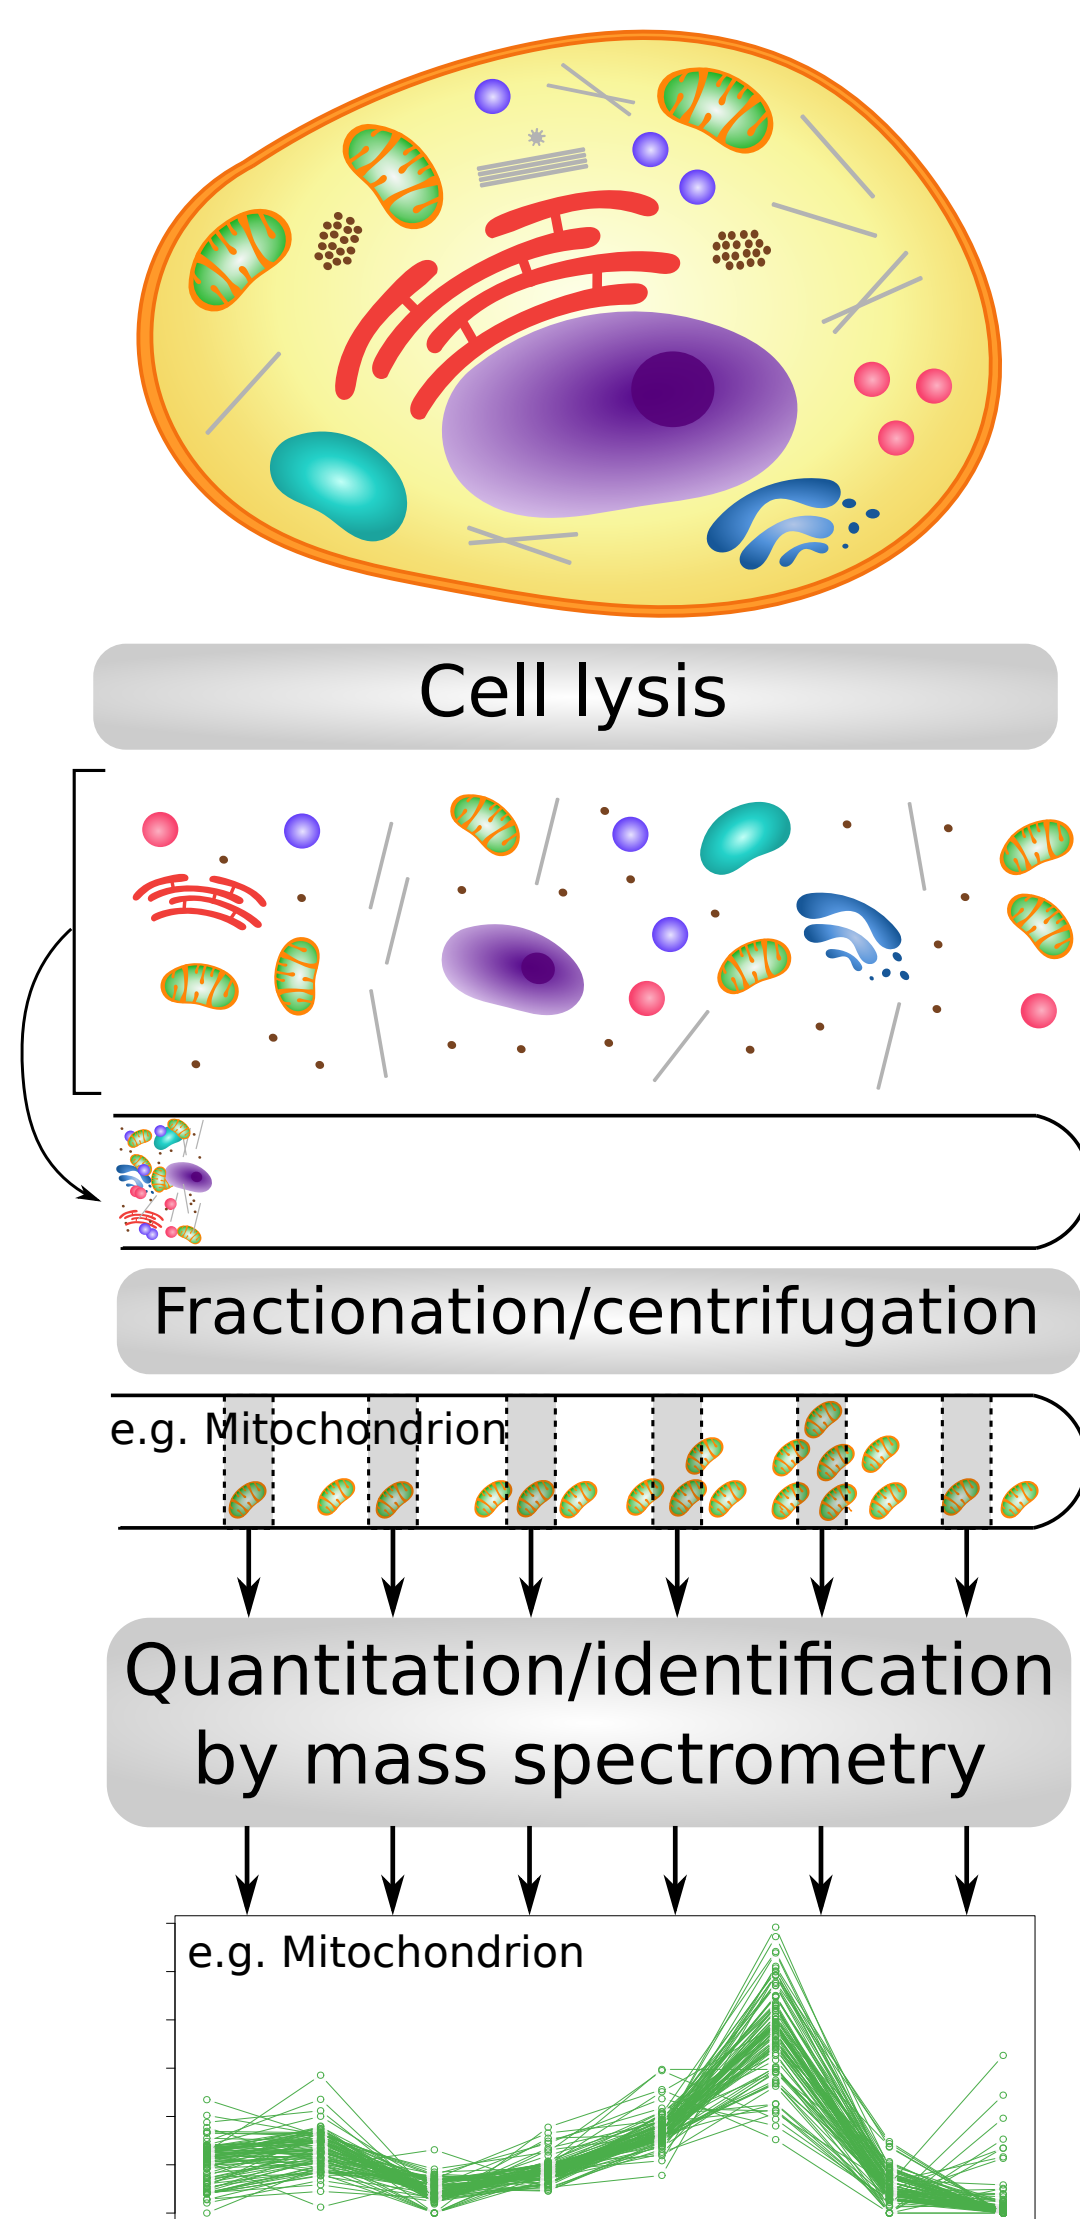 Cell lysis
Fractionation/centrifugation
e.g. Mitochondrion
Quantitation/identification
by mass spectrometry
e.g. Mitochondrion